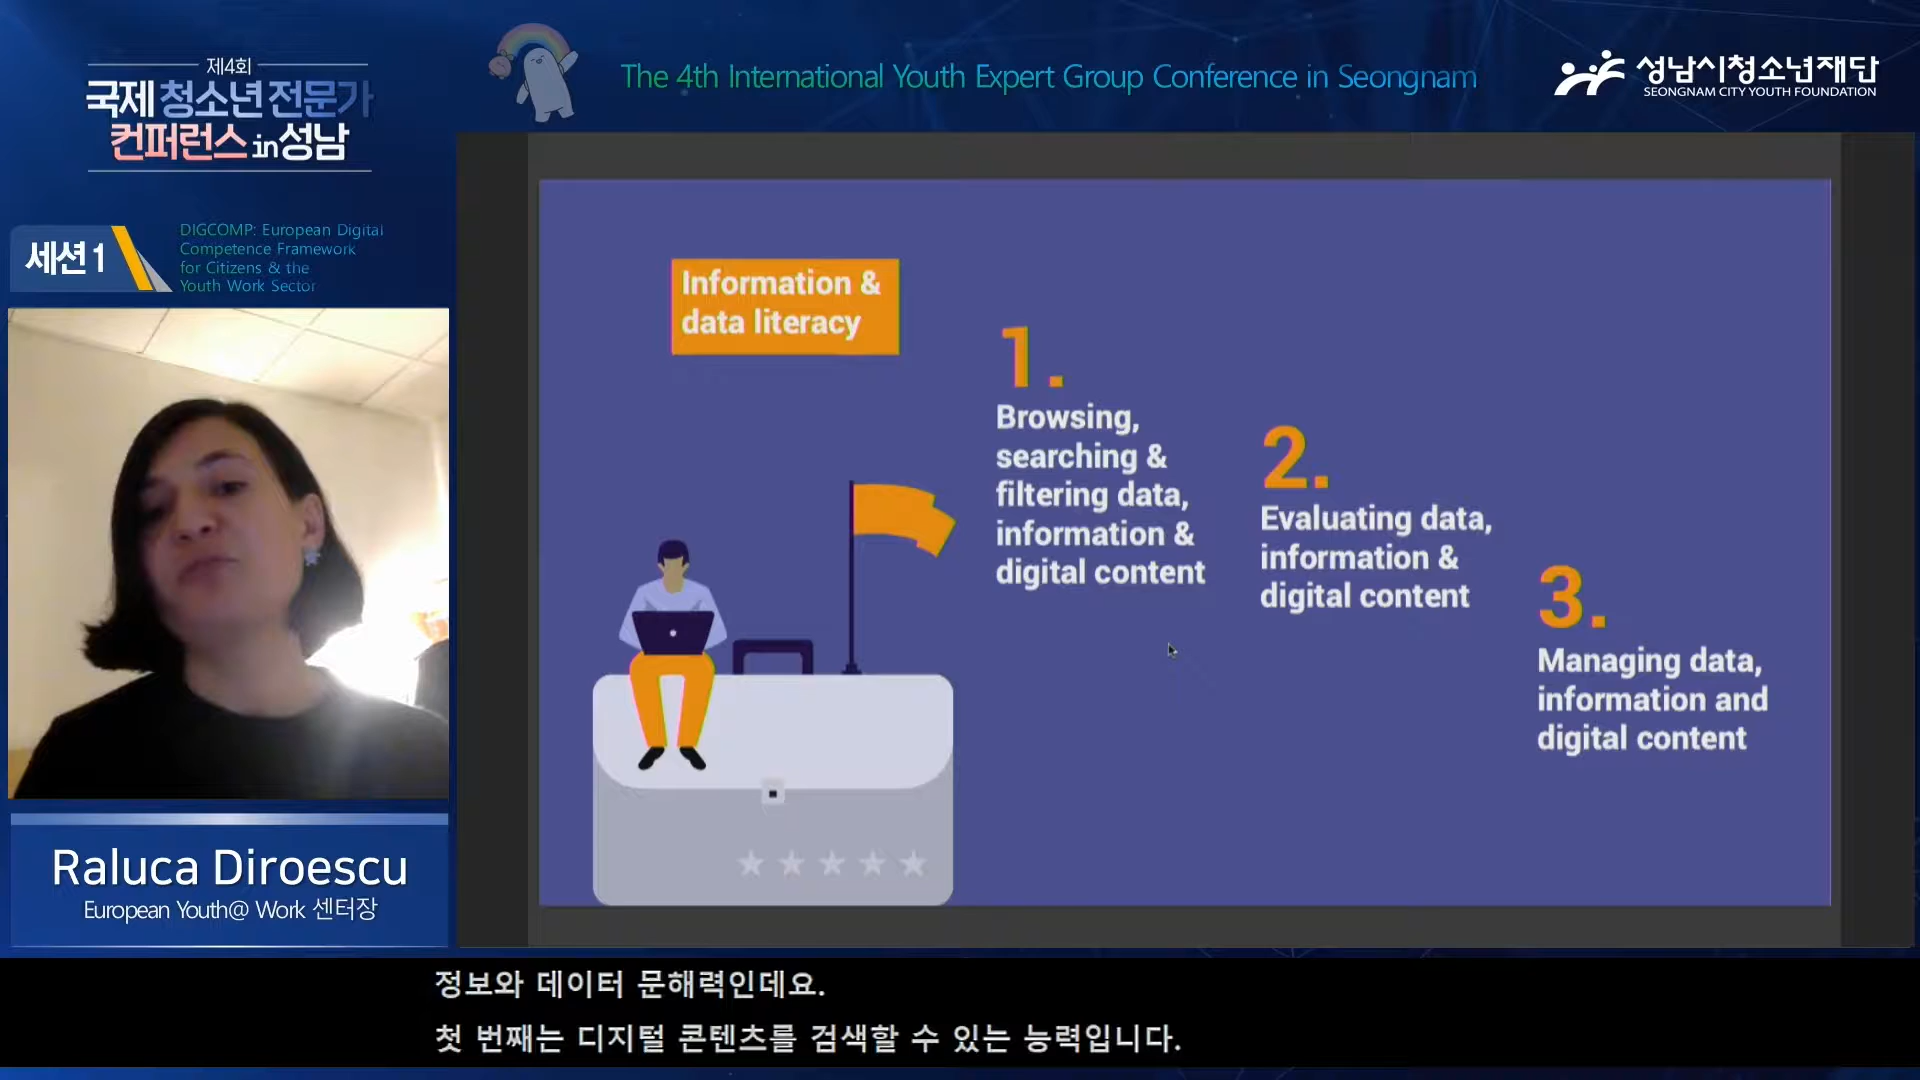 제4회
국제 청소년 전문가
컨퍼런스 in 성남
The 4th International Youth Expert Group Conference in Seongnam
성남시청소년재단
SEONGNAM CITY YOUTH FOUNDATION
세션 1
DIGCOMP: European Digital
Competence Framework
for Citizens & the
Youth Work Sector
Information &
data literacy
1.
Browsing,
searching &
filtering data,
information &
digital content
2.
Evaluating data,
information &
digital content
3.
Managing data,
information and
digital content
Raluca Diroescu
European Youth@ Work 센터장
정보와 데이터 문해력인데요.
첫 번째는 디지털 콘텐츠를 검색할 수 있는 능력입니다.